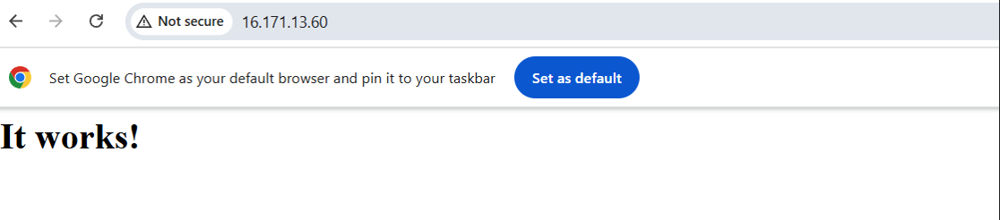 Not secure 16.171.13.60
Set Google Chrome as your default browser and pin it to your taskbar Set as default
It works!